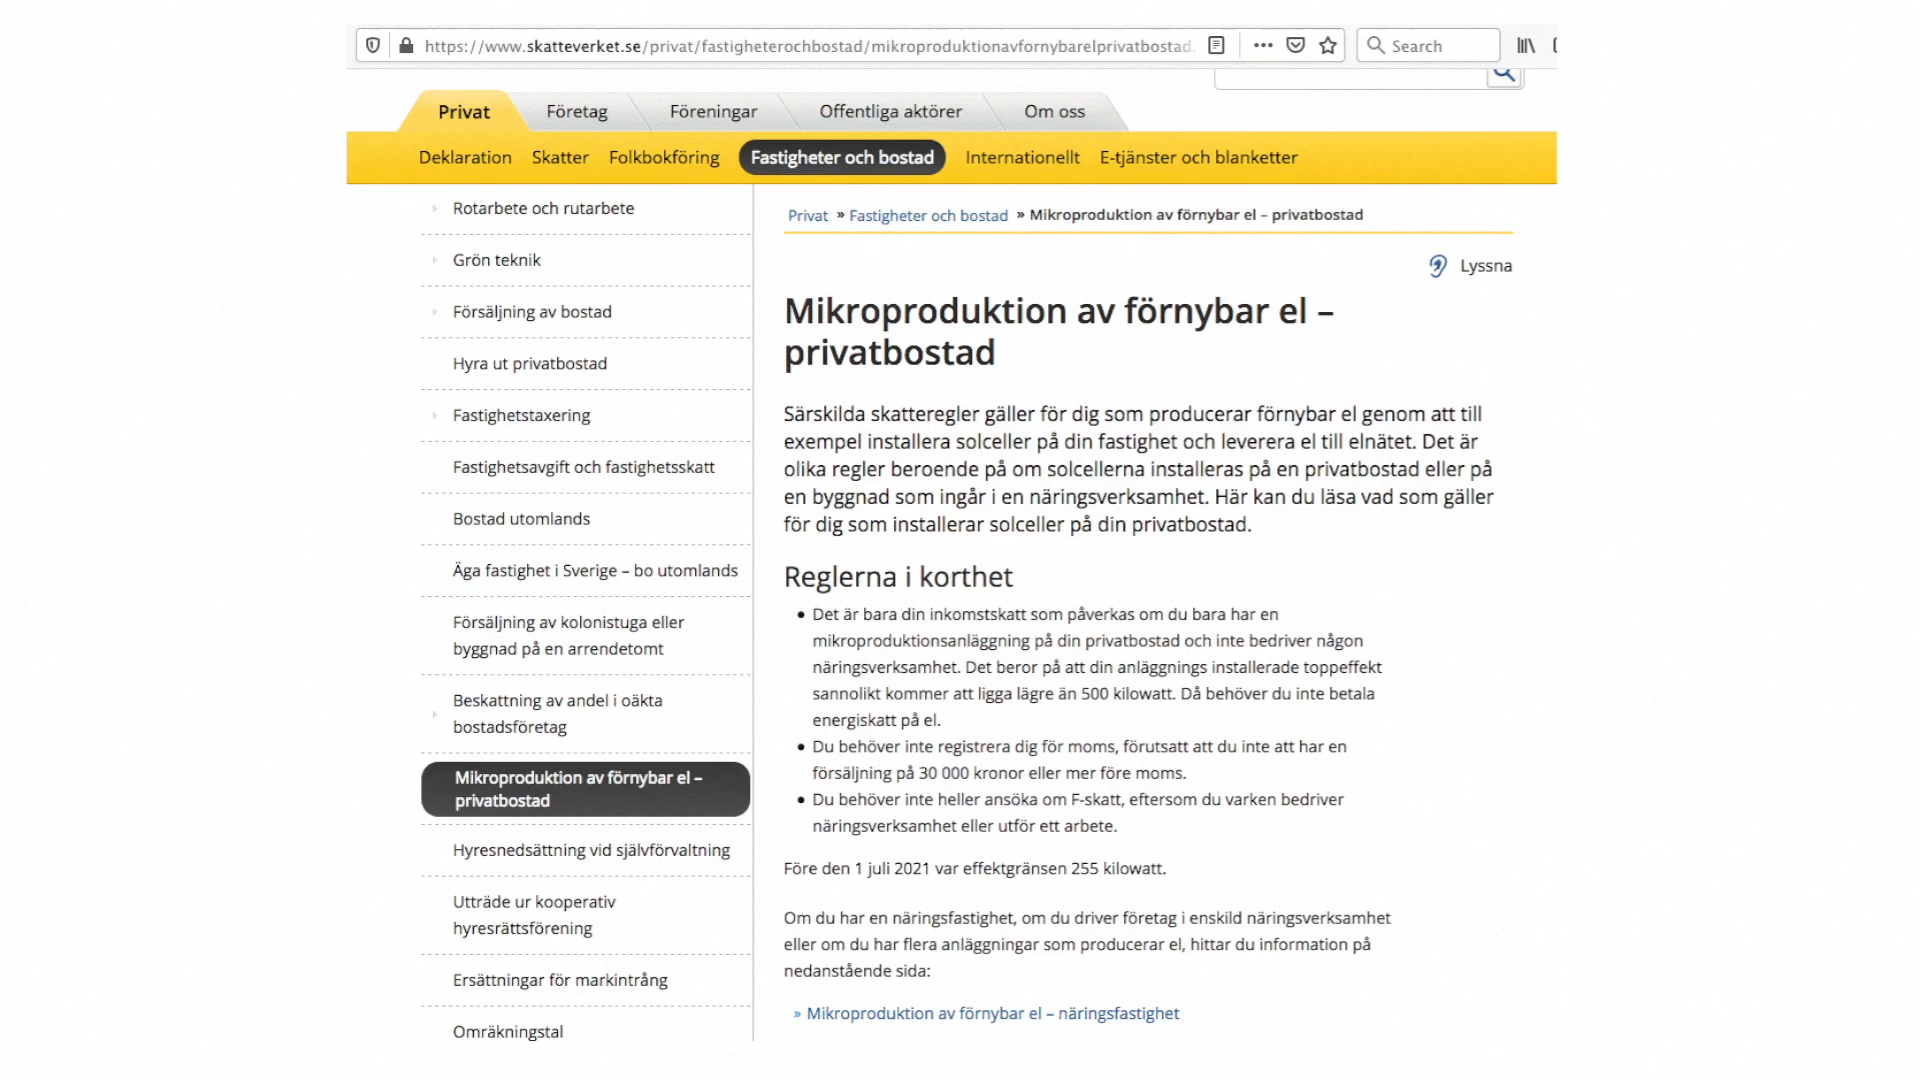 https://www.skatteverket.se/privat/fastigheterochbostad/mikroproduktionavfornybarelprivatbostad.
Search
Privat
Företag
Föreningar
Offentliga aktörer
Om oss
Deklaration
Skatter
Folkbokföring
Fastigheter och bostad
Internationellt
E-tjänster och blanketter
Rotarbete och rutarbete
Grön teknik
Försäljning av bostad
Hyra ut privatbostad
Fastighetstaxering
Fastighetsavgift och fastighetsskatt
Bostad utomlands
Äga fastighet i Sverige – bo utomlands
Försäljning av kolonistuga eller
byggnad på en arrendetomt
Beskattning av andel i oäkta
bostadsföretag
Mikroproduktion av förnybar el –
privatbostad
Hyresnedsättning vid självförvaltning
Utträde ur kooperativ
hyresrättsförening
Ersättningar för markintrång
Omräkningstal
Privat » Fastigheter och bostad » Mikroproduktion av förnybar el – privatbostad
Lyssna
Mikroproduktion av förnybar el –
privatbostad
Särskilda skatteregler gäller för dig som producerar förnybar el genom att till
exempel installera solceller på din fastighet och leverera el till elnätet. Det är
olika regler beroende på om solcellerna installeras på en privatbostad eller på
en byggnad som ingår i en näringsverksamhet. Här kan du läsa vad som gäller
för dig som installerar solceller på din privatbostad.
Reglerna i korthet
• Det är bara din inkomstskatt som påverkas om du bara har en
mikroproduktionsanläggning på din privatbostad och inte bedriver någon
näringsverksamhet. Det beror på att din anläggnings installerade toppeffekt
sannolikt kommer att ligga lägre än 500 kilowatt. Då behöver du inte betala
energiskatt på el.
• Du behöver inte registrera dig för moms, förutsatt att du inte att har en
försäljning på 30 000 kronor eller mer före moms.
• Du behöver inte heller ansöka om F-skatt, eftersom du varken bedriver
näringsverksamhet eller utför ett arbete.
Före den 1 juli 2021 var effektgränsen 255 kilowatt.
Om du har en näringsfastighet, om du driver företag i enskild näringsverksamhet
eller om du har flera anläggningar som producerar el, hittar du information på
nedanstående sida:
» Mikroproduktion av förnybar el – näringsfastighet